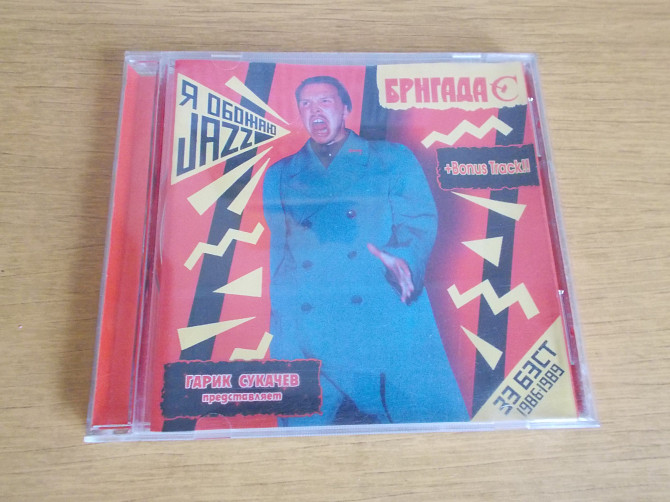 Я ОБОЖАЮ
JAZZ
БРИГАДА С
+Bonus Track!!
ГАРИК СУКАЧЕВ
представляет
ЗЭ БЭСТ
1986/1989